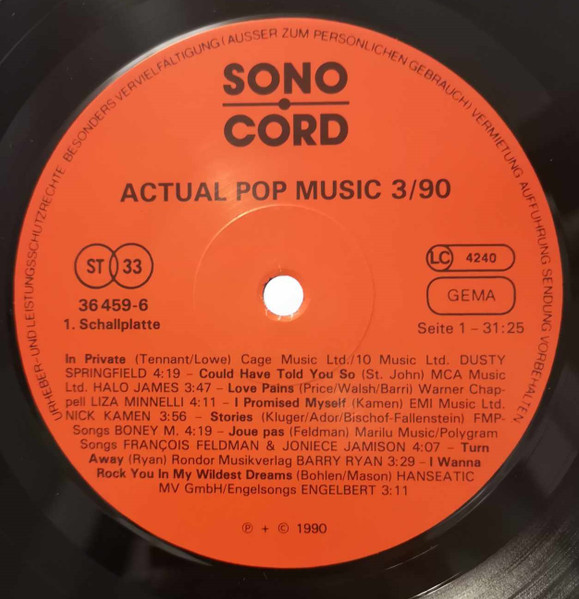 URHEBER- UND LEISTUNGSSCHUTZRECHTE BESONDERS VERVIELFÄLTIGUNG (AUSSER ZUM PERSÖNLICHEN GEBRAUCH) VERMIETUNG AUFFÜHRUNG SENDUNG VORBEHALTEN
SONO
CORD
ACTUAL POP MUSIC 3/90
ST 33
LC 4240
36 459-6
GEMA
1. Schallplatte
Seite 1 – 31:25
In Private (Tennant/Lowe) Cage Music Ltd./10 Music Ltd. DUSTY
SPRINGFIELD 4:19 – Could Have Told You So (St. John) MCA Music
Ltd. HALO JAMES 3:47 – Love Pains (Price/Walsh/Barri) Warner Chap-
pell LIZA MINNELLI 4:11 – I Promised Myself (Kamen) EMI Music Ltd.
NICK KAMEN 3:56 – Stories (Kluger/Ador/Bischof-Fallenstein) FMP-
Songs BONEY M. 4:19 – Joue pas (Feldman) Marilu Music/Polygram
Songs FRANÇOIS FELDMAN & JONIECE JAMISON 4:07 – Turn
Away (Ryan) Rondor Musikverlag BARRY RYAN 3:29 – I Wanna
Rock You In My Wildest Dreams (Bohlen/Mason) HANSEATIC
MV GmbH/Engelsongs ENGELBERT 3:11
℗ + © 1990